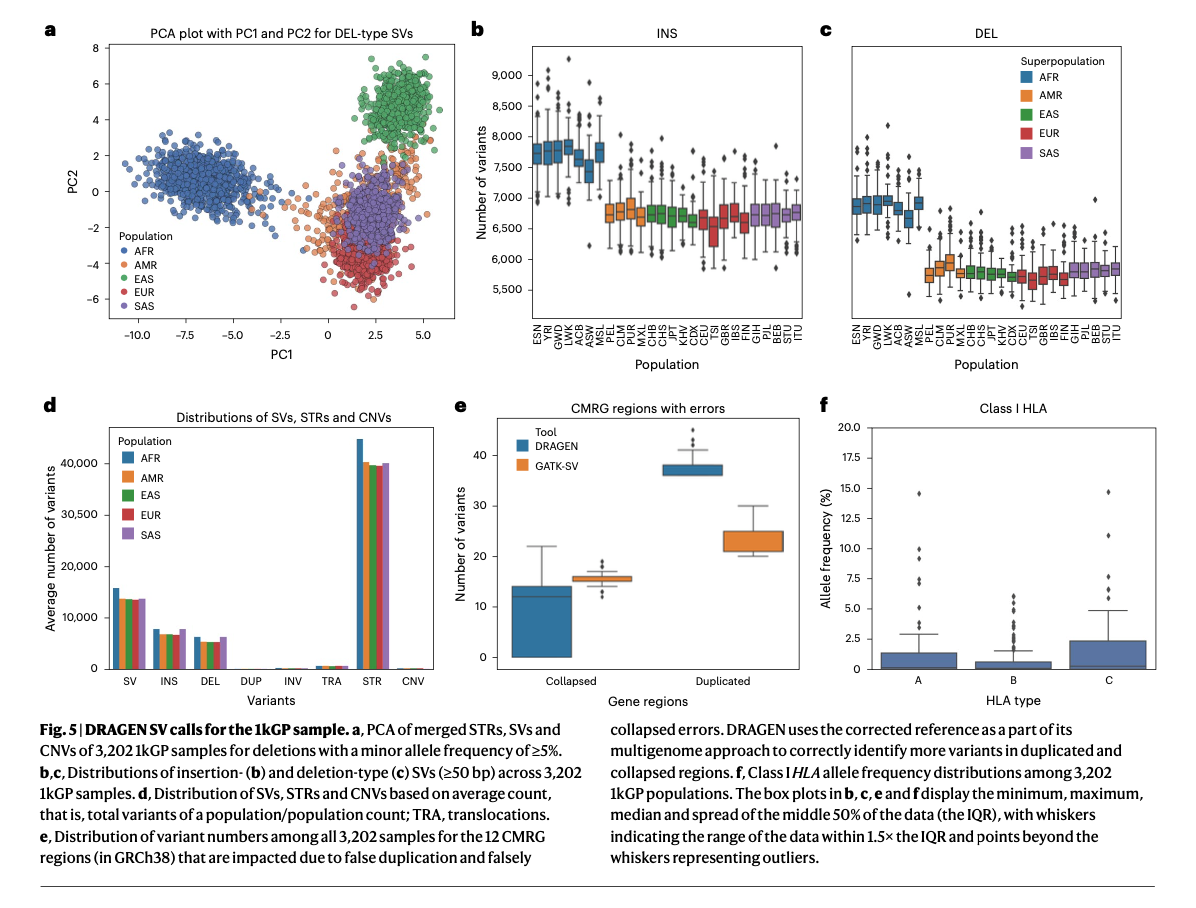 a
PCA plot with PC1 and PC2 for DEL-type SVs
8
6
4
2
0
−2
−4
−6
PC2
Population
AFR
AMR
EAS
EUR
SAS
−10.0 −7.5 −5.0 −2.5 0 2.5 5.0
PC1
b
INS
9,000
8,500
8,000
7,500
7,000
6,500
6,000
5,500
Number of variants
ESN YRI GWD LWK ACB ASW MSL PEL CLM PUR MXL CHB CHS JPT KHV CDX CEU TSI GBR IBS FIN GIH PJL BEB STU ITU
Population
c
DEL
Superpopulation
AFR
AMR
EAS
EUR
SAS
ESN YRI GWD LWK ACB ASW MSL PEL CLM PUR MXL CHB CHS JPT KHV CDX CEU TSI GBR IBS FIN GIH PJL BEB STU ITU
Population
d
Distributions of SVs, STRs and CNVs
Population
AFR
AMR
EAS
EUR
SAS
40,000
30,500
20,000
10,000
0
Average number of variants
SV INS DEL DUP INV TRA STR CNV
Variants
e
CMRG regions with errors
Tool
DRAGEN
GATK-SV
40
30
20
10
0
Number of variants
Collapsed Duplicated
Gene regions
f
Class I HLA
20.0
17.5
15.0
12.5
10.0
7.5
5.0
2.5
0
Allele frequency (%)
A B C
HLA type
Fig. 5 | DRAGEN SV calls for the 1kGP sample. a, PCA of merged STRs, SVs and
CNVs of 3,202 1kGP samples for deletions with a minor allele frequency of ≥5%.
b,c, Distributions of insertion- (b) and deletion-type (c) SVs (≥50 bp) across 3,202
1kGP samples. d, Distribution of SVs, STRs and CNVs based on average count,
that is, total variants of a population/population count; TRA, translocations.
e, Distribution of variant numbers among all 3,202 samples for the 12 CMRG
regions (in GRCh38) that are impacted due to false duplication and falsely
collapsed errors. DRAGEN uses the corrected reference as a part of its
multigenome approach to correctly identify more variants in duplicated and
collapsed regions. f, Class I HLA allele frequency distributions among 3,202
1kGP populations. The box plots in b, c, e and f display the minimum, maximum,
median and spread of the middle 50% of the data (the IQR), with whiskers
indicating the range of the data within 1.5× the IQR and points beyond the
whiskers representing outliers.